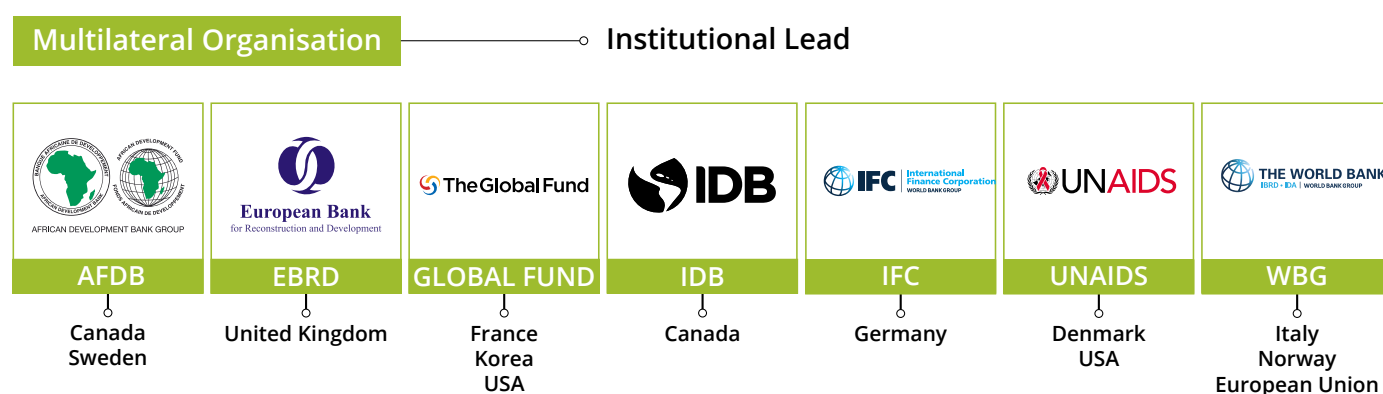 Multilateral Organisation
Institutional Lead
BANQUE AFRICAINE DE DEVELOPPEMENT
AFRICAN DEVELOPMENT BANK
AFRICAN DEVELOPMENT FUND
FONDS AFRICAIN DE DEVELOPPEMENT
AFRICAN DEVELOPMENT BANK GROUP
European Bank
for Reconstruction and Development
The Global Fund
IDB
IFC
International
Finance Corporation
WORLD BANK GROUP
UNAIDS
THE WORLD BANK
IBRD • IDA | WORLD BANK GROUP
AFDB
EBRD
GLOBAL FUND
IDB
IFC
UNAIDS
WBG
Canada
Sweden
United Kingdom
France
Korea
USA
Canada
Germany
Denmark
USA
Italy
Norway
European Union